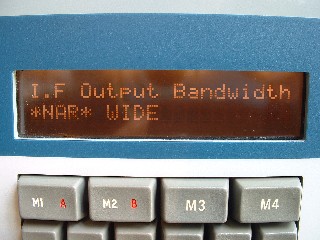 I.F Output Bandwidth
*NAR* WIDE
M1 A M2 B M3 M4